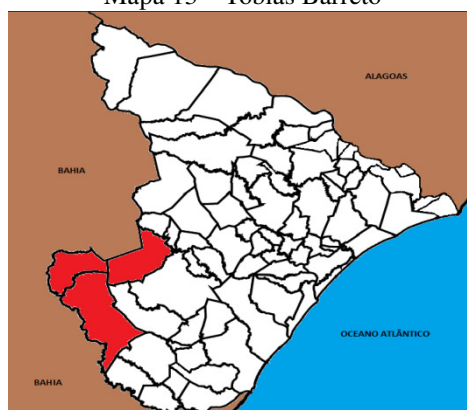 Mapa 15 – Tobias Barreto
ALAGOAS
BAHIA
OCEANO ATLÂNTICO
BAHIA